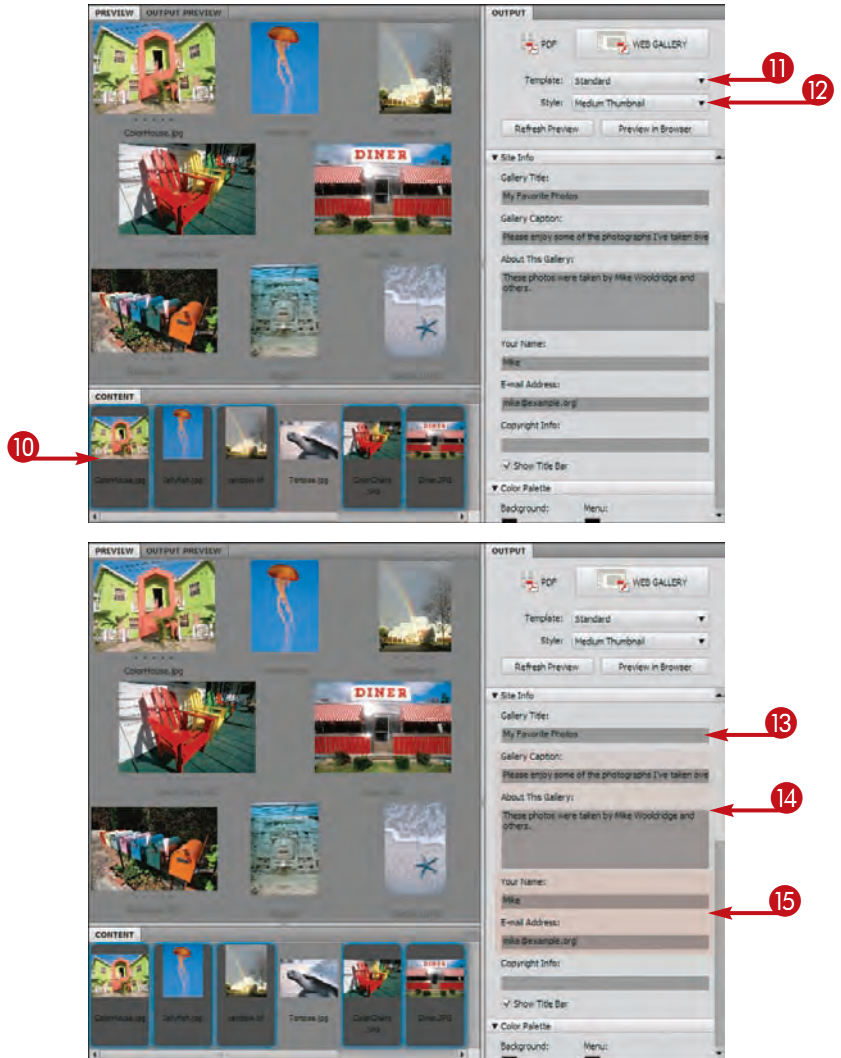 PREVIEW OUTPUT PREVIEW
OUTPUT
PDF
WEB GALLERY
11
Template: Standard
12
Style: Medium Thumbnail
Refresh Preview Preview in Browser
ColorHouse.jpg
Site Info
Gallery Title:
My Favorite Photos
DINER
Gallery Caption:
Please enjoy some of the photographs I've taken ove
About This Gallery:
These photos were taken by Mike Wooldridge and
others.
Your Name:
Mike
E-mail Address:
mike@example.org
CONTENT
Copyright Info:
10
ColorHouse.jpg Jellyfish.jpg rainbow.tif Tortoise.jpg ColorChairs
.jpg Diner.JPG
Show Title Bar
Color Palette
Background: Menu:
PREVIEW OUTPUT PREVIEW
OUTPUT
PDF
WEB GALLERY
Template: Standard
Style: Medium Thumbnail
Refresh Preview Preview in Browser
ColorHouse.jpg
Site Info
Gallery Title:
13
My Favorite Photos
DINER
Gallery Caption:
Please enjoy some of the photographs I've taken ove
About This Gallery:
14
These photos were taken by Mike Wooldridge and
others.
Your Name:
Mike
15
E-mail Address:
mike@example.org
CONTENT
Copyright Info:
ColorHouse.jpg Jellyfish.jpg rainbow.tif Tortoise.jpg ColorChairs
.jpg Diner.JPG
Show Title Bar
Color Palette
Background: Menu: